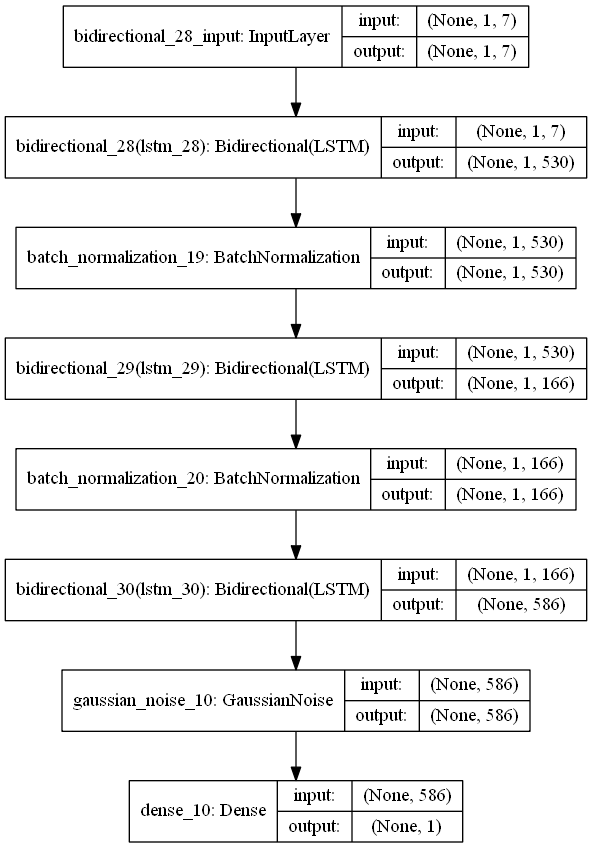 bidirectional_28_input: InputLayer
input: (None, 1, 7)
output: (None, 1, 7)
bidirectional_28(lstm_28): Bidirectional(LSTM)
input: (None, 1, 7)
output: (None, 1, 530)
batch_normalization_19: BatchNormalization
input: (None, 1, 530)
output: (None, 1, 530)
bidirectional_29(lstm_29): Bidirectional(LSTM)
input: (None, 1, 530)
output: (None, 1, 166)
batch_normalization_20: BatchNormalization
input: (None, 1, 166)
output: (None, 1, 166)
bidirectional_30(lstm_30): Bidirectional(LSTM)
input: (None, 1, 166)
output: (None, 586)
gaussian_noise_10: GaussianNoise
input: (None, 586)
output: (None, 586)
dense_10: Dense
input: (None, 586)
output: (None, 1)